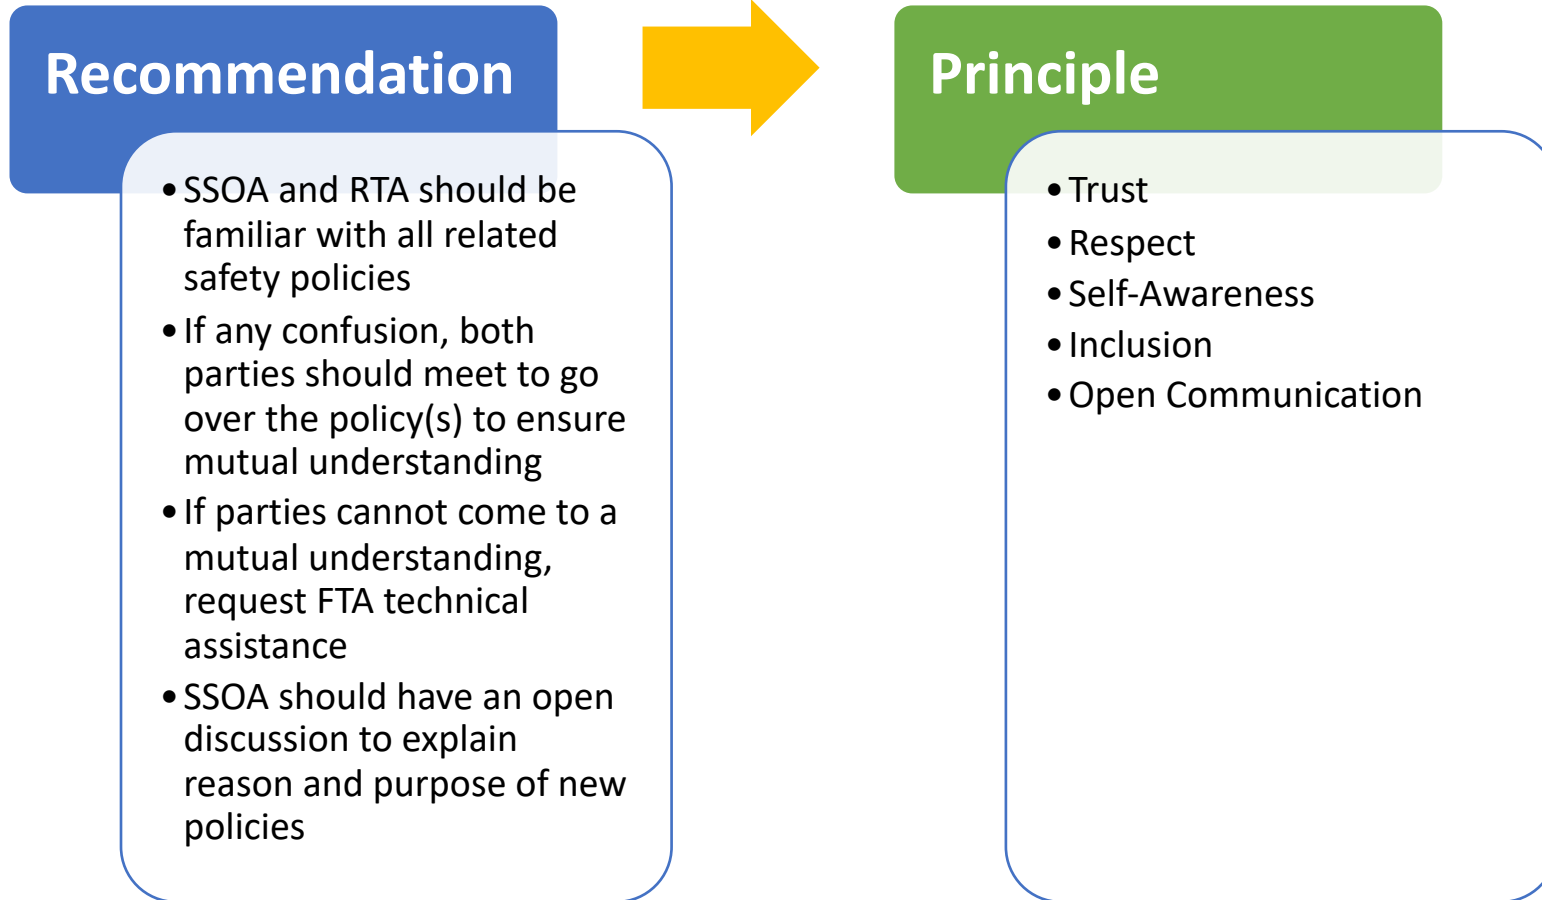 Recommendation
• SSOA and RTA should be
familiar with all related
safety policies
• If any confusion, both
parties should meet to go
over the policy(s) to ensure
mutual understanding
• If parties cannot come to a
mutual understanding,
request FTA technical
assistance
• SSOA should have an open
discussion to explain
reason and purpose of new
policies
Principle
• Trust
• Respect
• Self-Awareness
• Inclusion
• Open Communication